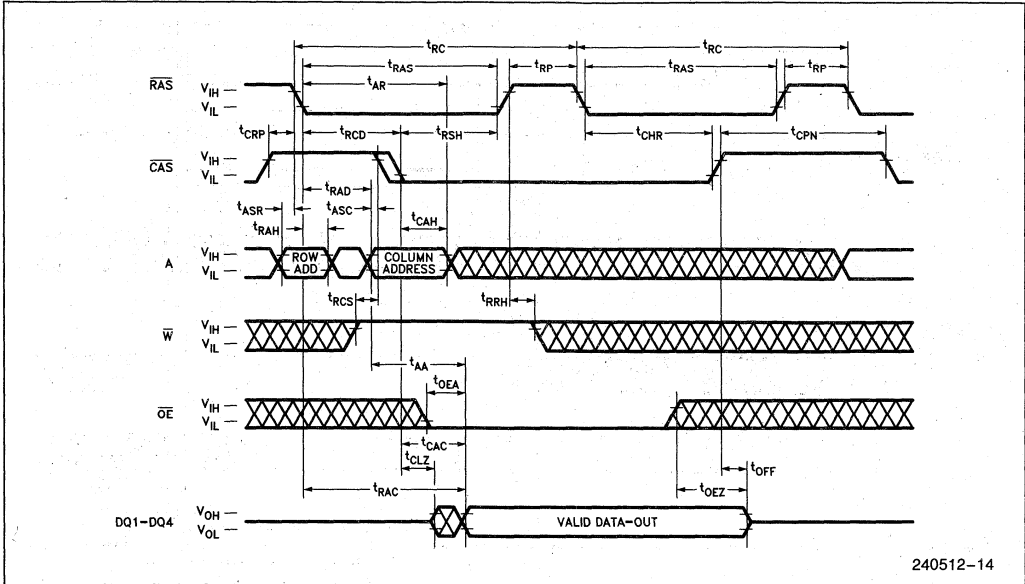 tRC tRC
tRAS tRP tRAS tRP
tAR
RAS VIH
VIL
tCRP tRCD tRSH tCHR tCPN
CAS VIH
VIL
tRAD
tASR tASC
tRAH tCAH
A VIH ROW ADD COLUMN ADDRESS
VIL
tRCS tRRH
W VIH
VIL
tAA
tOEA
OE VIH
VIL
tCAC
tCLZ tOFF
tRAC tOEZ
DQ1-DQ4 VOH VALID DATA-OUT
VOL
240512-14